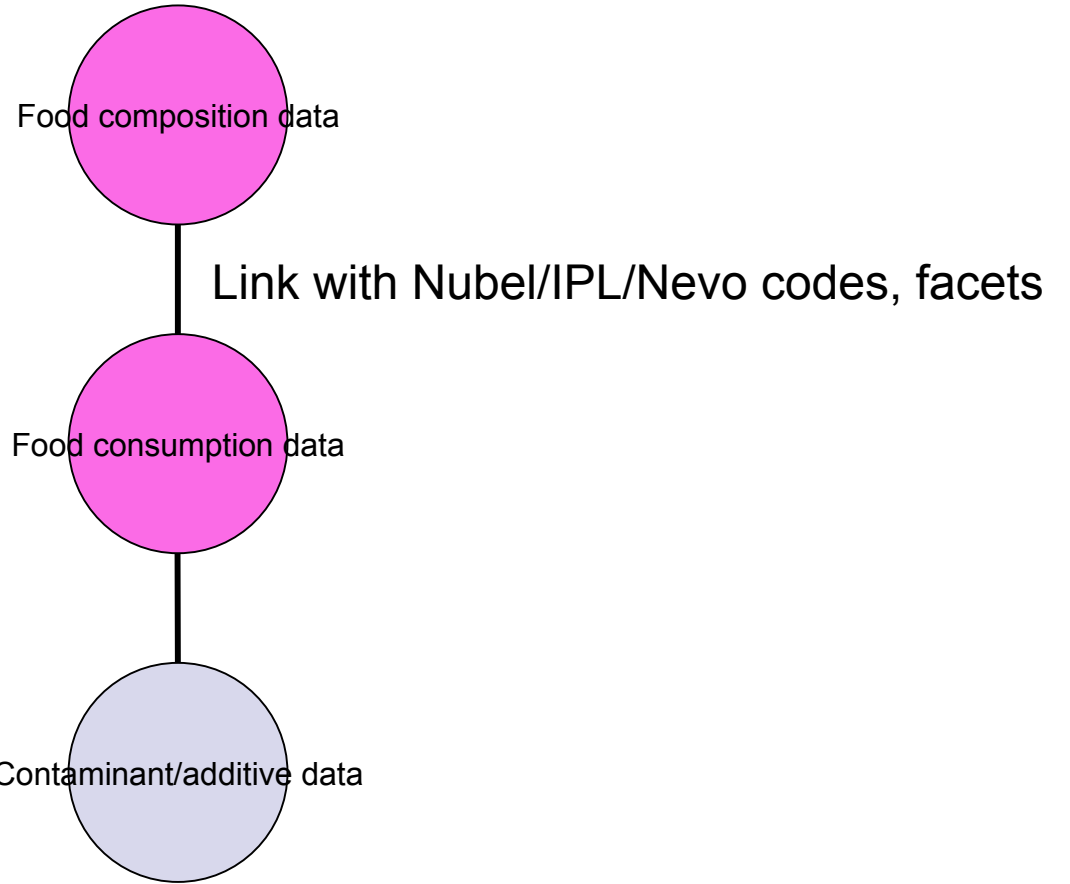 Food composition data
Link with Nubel/IPL/Nevo codes, facets
Food consumption data
Contaminant/additive data